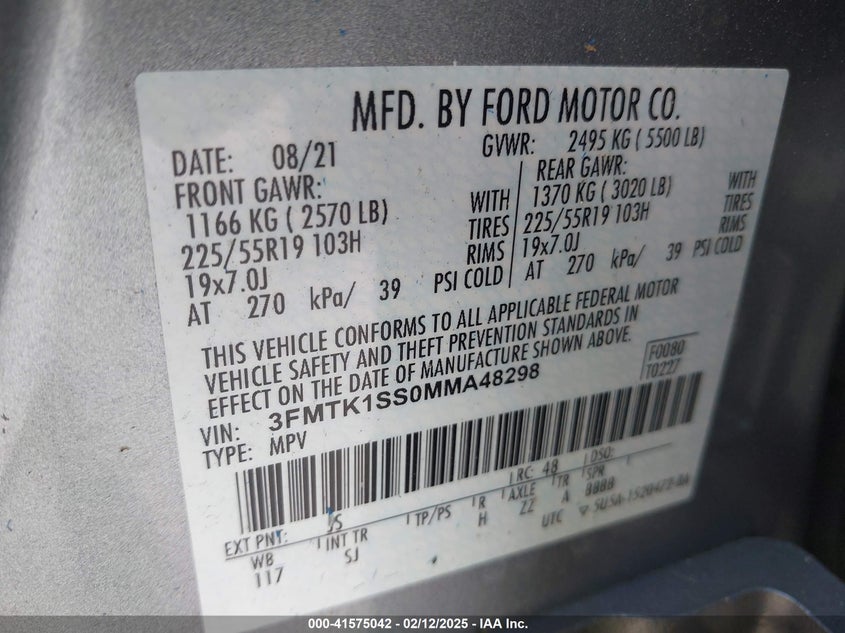 MFD. BY FORD MOTOR CO.
DATE: 08/21
GVWR: 2495 KG ( 5500 LB)
FRONT GAWR:
1166 KG ( 2570 LB) WITH
225/55R19 103H TIRES
19x7.0J RIMS
AT 270 kPa/ 39 PSI COLD
REAR GAWR:
1370 KG ( 3020 LB) WITH
225/55R19 103H TIRES
19x7.0J RIMS
AT 270 kPa/ 39 PSI COLD
THIS VEHICLE CONFORMS TO ALL APPLICABLE FEDERAL MOTOR
VEHICLE SAFETY AND THEFT PREVENTION STANDARDS IN
EFFECT ON THE DATE OF MANUFACTURE SHOWN ABOVE.
F0080
T0227
VIN: 3FMTK1SS0MMA48298
TYPE: MPV
EXT PNT: JS RC: 48 DSO:
WB INT TR TP/PS R AXLE TR SPR
117 SJ H ZZ A BBBB
UTC
000-41575042 — 02/12/2025 — IAA Inc.